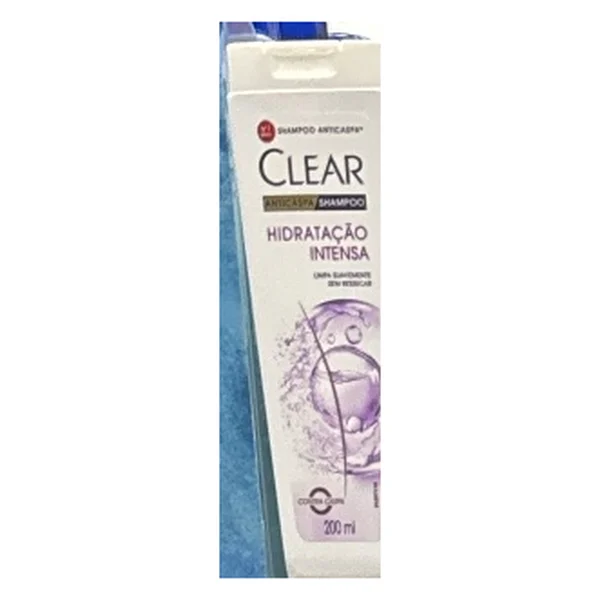 SHAMPOO ANTICASPA*
CLEAR
ANTICASPA SHAMPOO
HIDRATAÇÃO
INTENSA
LIMPA SUAVEMENTE
SEM RESSECAR
CONTRA CASPA
200 ml